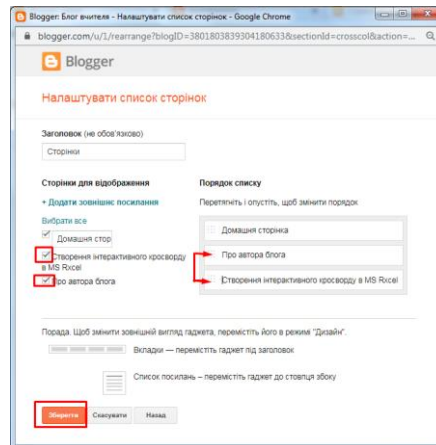 Blogger: Блог вчителя - Налаштувати список сторінок - Google Chrome
blogger.com/u/1/rearrange?blogID=3801803839304180633&sectionId=crosscol&action=...
Blogger
Налаштувати список сторінок
Заголовок (не обов'язково)
Сторінки
Сторінки для відображення
Порядок списку
+ Додати зовнішнє посилання
Перетягніть і опустіть, щоб змінити порядок
Вибрати все
Домашня стор
Домашня сторінка
Створення інтерактивного кросворду
в MS Rxcel
Про автора блога
Про автора блога
Створення інтерактивного кросворду в MS Rxcel
Порада. Щоб змінити зовнішній вигляд гаджета, перемістіть його в режимі "Дизайн".
Вкладки — перемістіть гаджет під заголовок
Список посилань – перемістіть гаджет до стовпця збоку
Зберегти Скасувати Назад